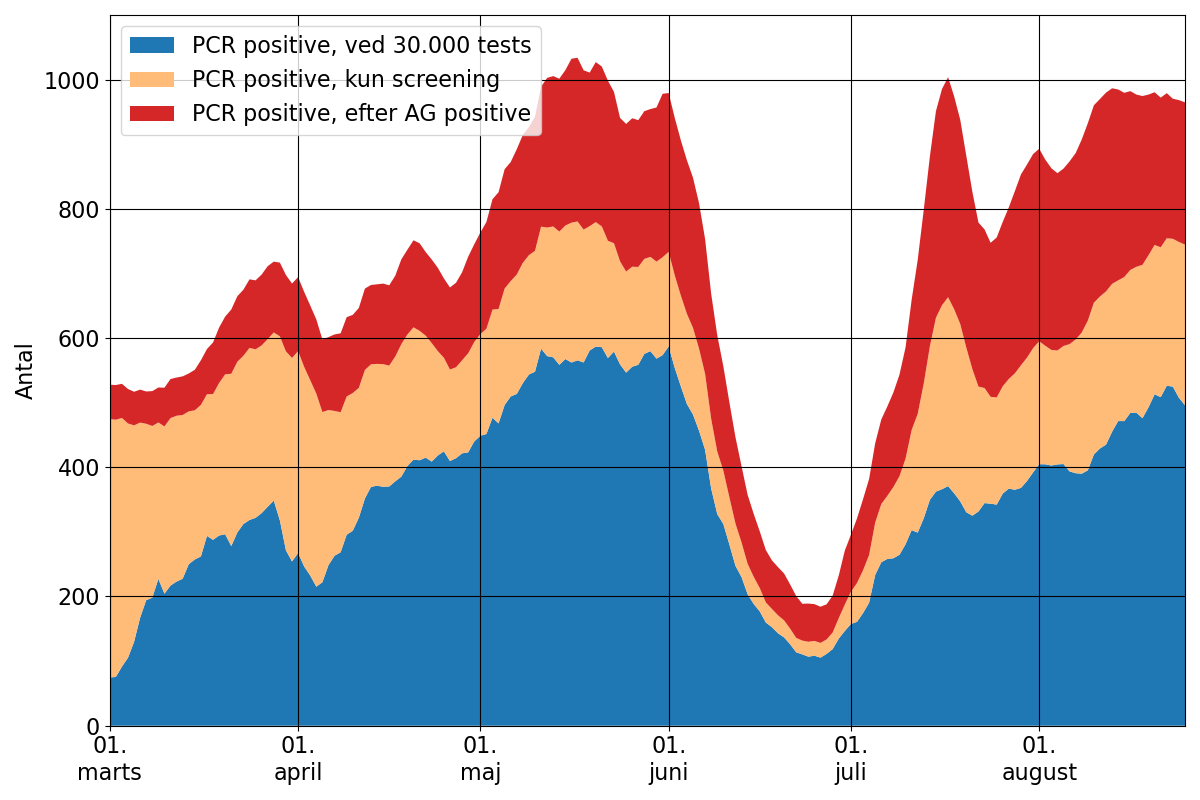 PCR positive, ved 30.000 tests
PCR positive, kun screening
PCR positive, efter AG positive
Antal
1000
800
600
400
200
0
01.
marts
01.
april
01.
maj
01.
juni
01.
juli
01.
august